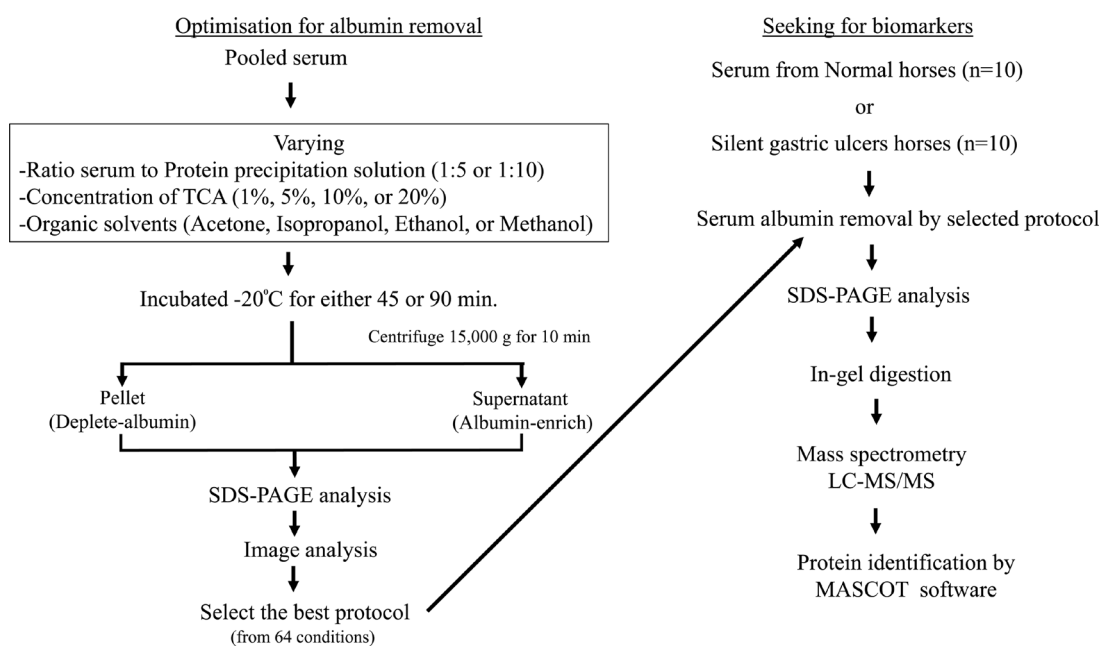 Optimisation for albumin removal
Pooled serum
Varying
-Ratio serum to Protein precipitation solution (1:5 or 1:10)
-Concentration of TCA (1%, 5%, 10%, or 20%)
-Organic solvents (Acetone, Isopropanol, Ethanol, or Methanol)
Incubated -20°C for either 45 or 90 min.
Centrifuge 15,000 g for 10 min
Pellet
(Deplete-albumin)
Supernatant
(Albumin-enrich)
SDS-PAGE analysis
Image analysis
Select the best protocol
(from 64 conditions)
Seeking for biomarkers
Serum from Normal horses (n=10)
or
Silent gastric ulcers horses (n=10)
Serum albumin removal by selected protocol
SDS-PAGE analysis
In-gel digestion
Mass spectrometry
LC-MS/MS
Protein identification by
MASCOT software